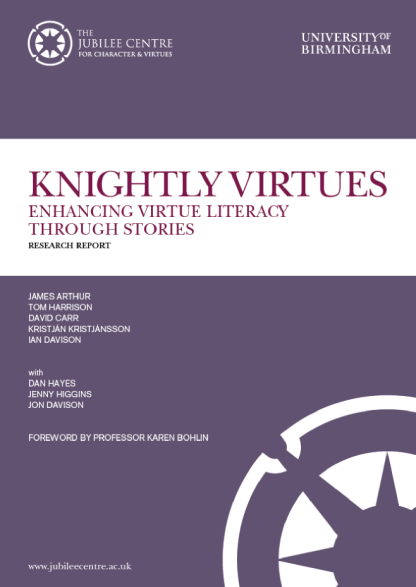 THE
JUBILEE CENTRE
FOR CHARACTER & VIRTUES
UNIVERSITYOF
BIRMINGHAM
KNIGHTLY VIRTUES
ENHANCING VIRTUE LITERACY
THROUGH STORIES
RESEARCH REPORT
JAMES ARTHUR
TOM HARRISON
DAVID CARR
KRISTJÁN KRISTJÁNSSON
IAN DAVISON
with
DAN HAYES
JENNY HIGGINS
JON DAVISON
FOREWORD BY PROFESSOR KAREN BOHLIN
www.jubileecentre.ac.uk